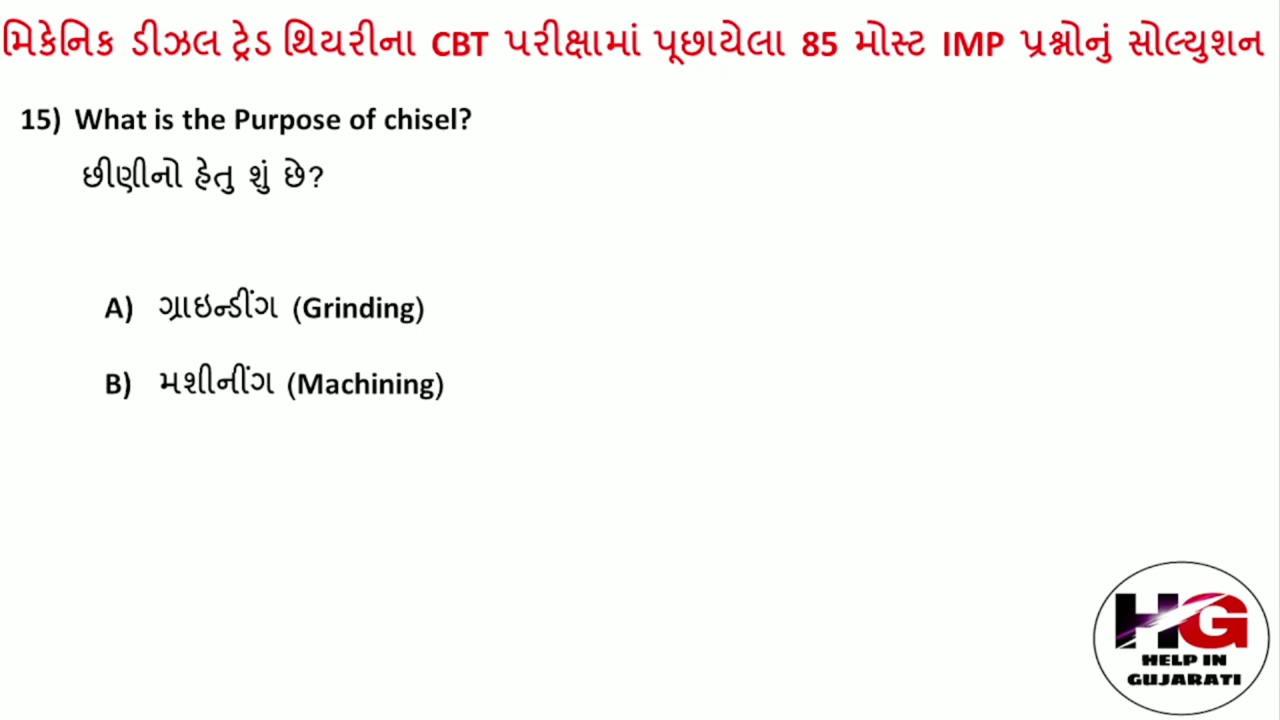 મિકેનિક ડીઝલ ટ્રેડ થિયરીના CBT પરીક્ષામાં પૂછાયેલા 85 મોસ્ટ IMP પ્રશ્નોનું સોલ્યુશન
15) What is the Purpose of chisel?
છીણીનો હેતુ શું છે?
A) ગ્રાઇન્ડીંગ (Grinding)
B) મશીનીંગ (Machining)
HG
HELP IN
GUJARATI